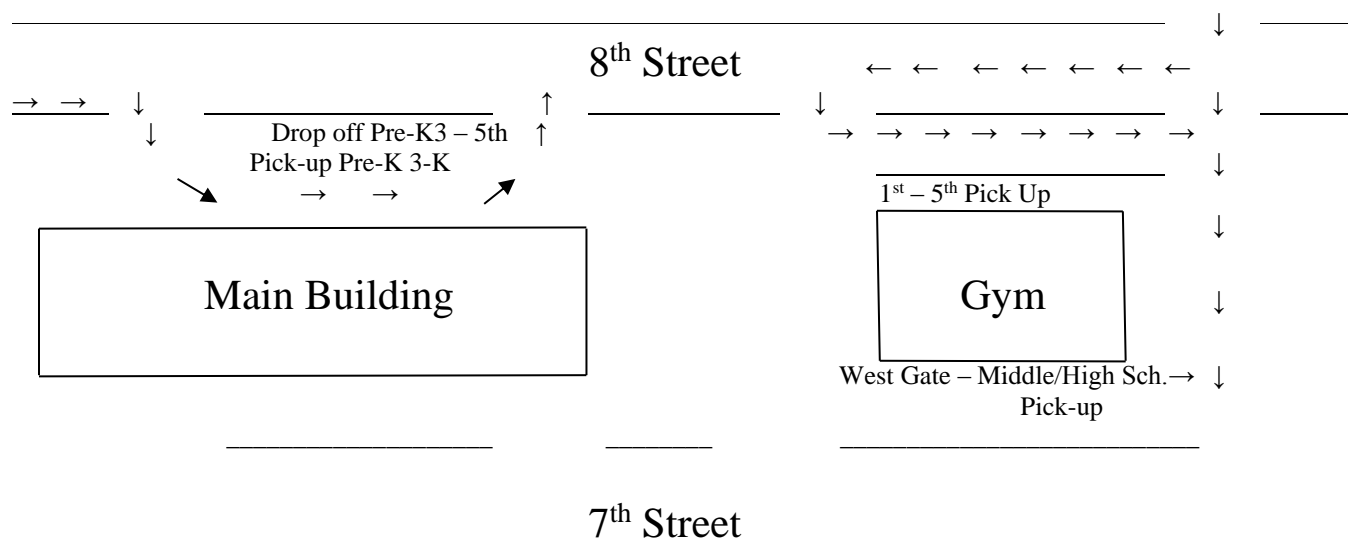 8th Street
Drop off Pre-K3 – 5th
Pick-up Pre-K 3-K
1st – 5th Pick Up
Main Building
Gym
West Gate – Middle/High Sch.→
Pick-up
7th Street